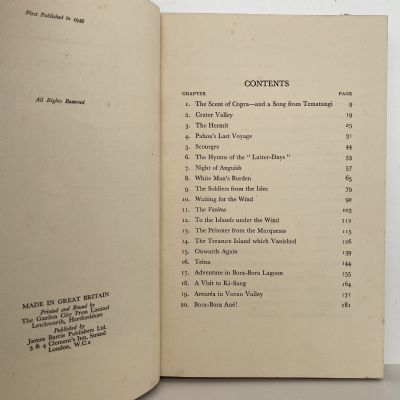 First Published in 1949
All Rights Reserved
MADE IN GREAT BRITAIN
Printed and Bound by
The Garden City Press Limited
Letchworth, Hertfordshire
Published by
James Barrie Publishers Ltd.
3 & 4 Clement's Inn, Strand
London, W.C.2
CONTENTS
CHAPTER PAGE
1. The Scent of Copra—and a Song from Tematangi 9
2. Crater Valley 19
3. The Hermit 25
4. Pahoa's Last Voyage 31
5. Scourges 44
6. The Hymns of the "Latter-Days" 53
7. Night of Anguish 57
8. White Man's Burden 65
9. The Soldiers from the Isles 79
10. Waiting for the Wind 92
11. The Vaitea 103
12. To the Islands under the Wind 112
13. The Prisoner from the Marquesas 115
14. The Treasure Island which Vanished 126
15. Onwards Again 139
16. Teina 144
17. Adventure in Bora-Bora Lagoon 155
18. A Visit to Ki-Sang 164
19. Arearéa in Vavau Valley 171
20. Bora-Bora Aué! 181